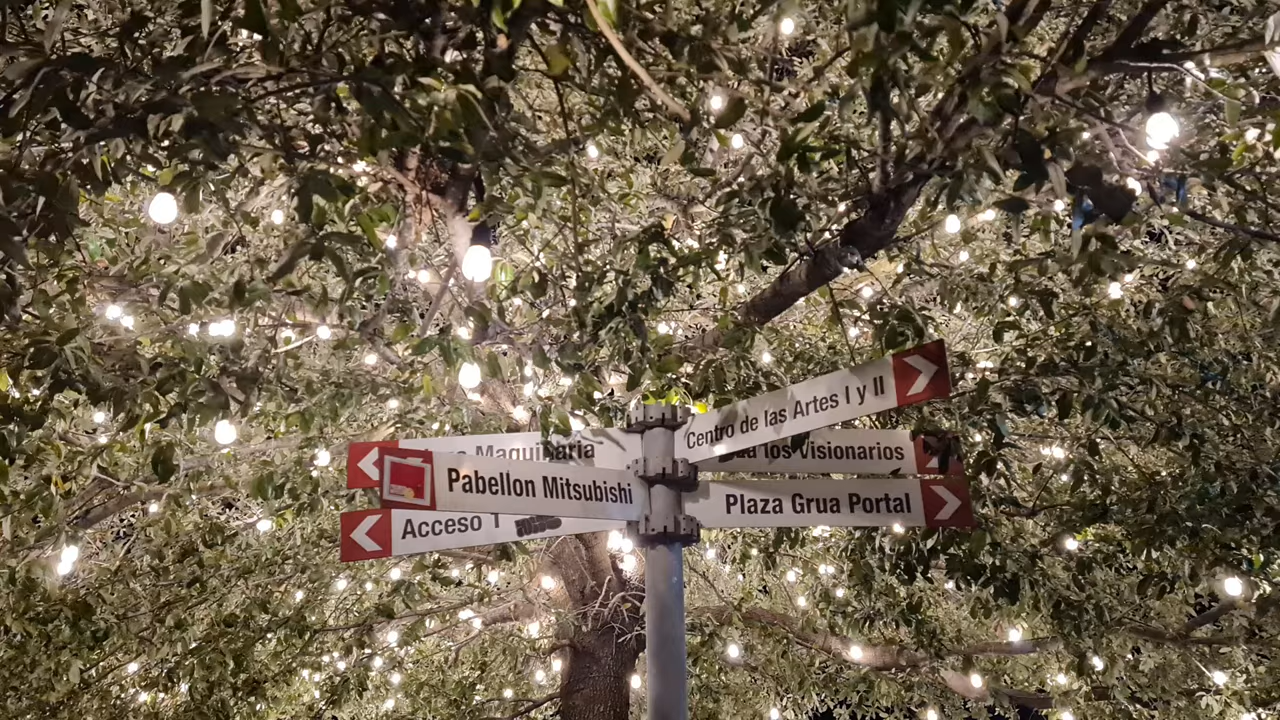 Centro de las Artes I y II
Maquinaria
los Visionarios
Pabellon Mitsubishi
Plaza Grua Portal
Acceso 1